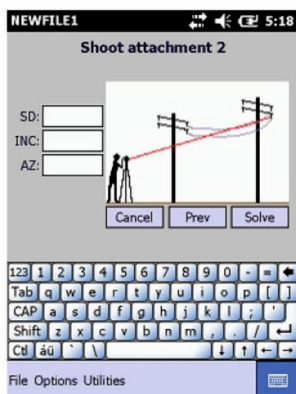 NEWFILE1 5:18
Shoot attachment 2
SD:
INC:
AZ:
Cancel Prev Solve
123 1 2 3 4 5 6 7 8 9 0 - =
Tab q w e r t y u i o p [ ]
CAP a s d f g h j k l ; '
Shift z x c v b n m , . /
Ctl áü ` \
File Options Utilities